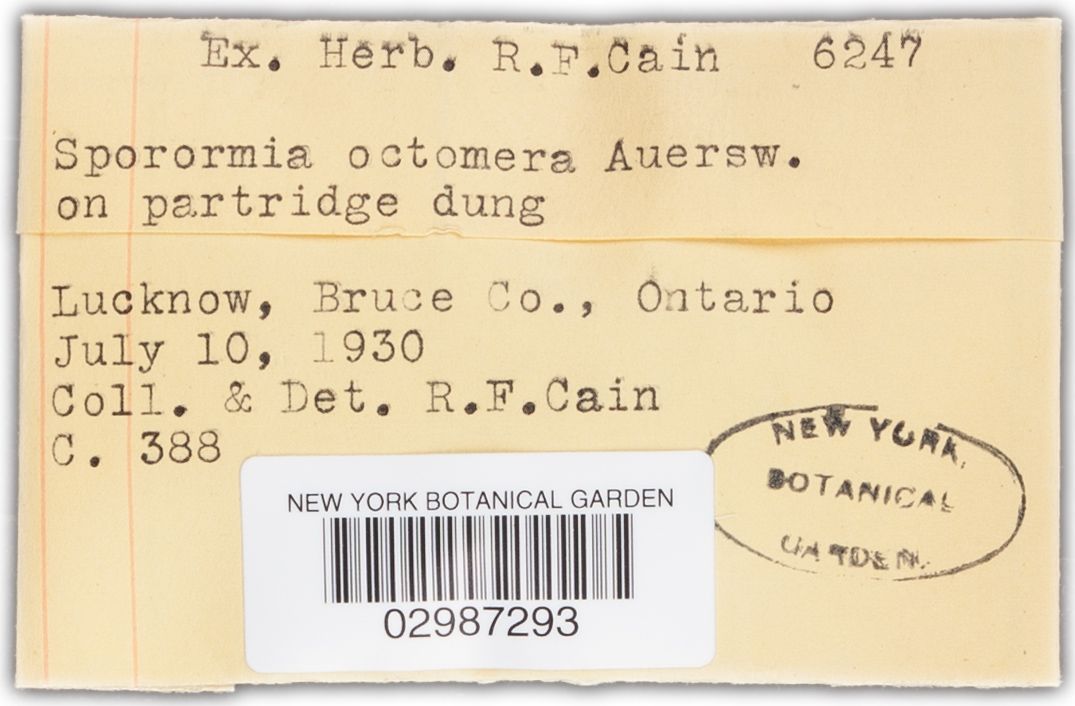 Ex. Herb. R.F.Cain 6247
Sporormia octomera Auersw.
on partridge dung
Lucknow, Bruce Co., Ontario
July 10, 1930
Coll. & Det. R.F.Cain
C. 388
NEW YORK
BOTANICAL
GARDEN.
NEW YORK BOTANICAL GARDEN
02987293